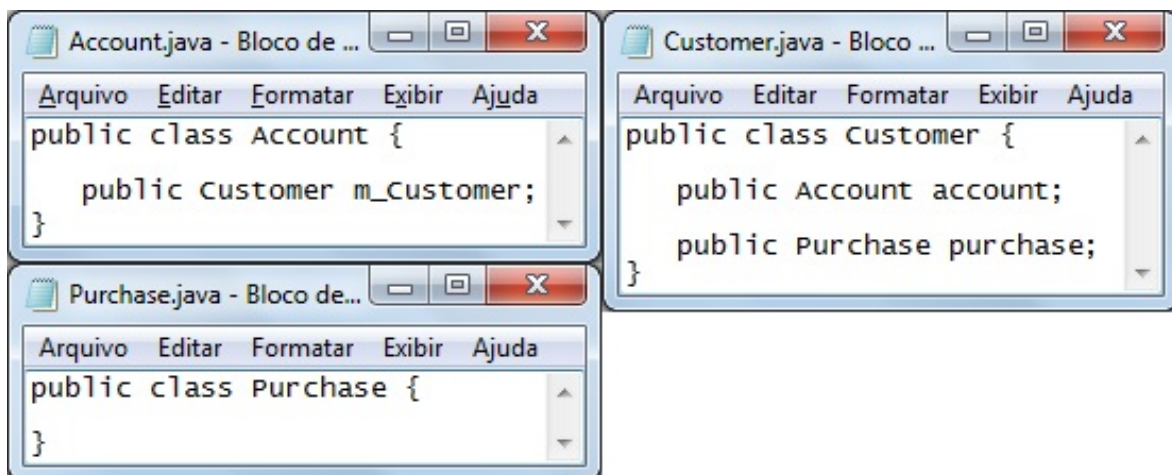 Account.java - Bloco de ...
Arquivo Editar Formatar Exibir Ajuda
public class Account {
public Customer m_Customer;
}
Customer.java - Bloco ...
Arquivo Editar Formatar Exibir Ajuda
public class Customer {
public Account account;
public Purchase purchase;
}
Purchase.java - Bloco de...
Arquivo Editar Formatar Exibir Ajuda
public class Purchase {
}